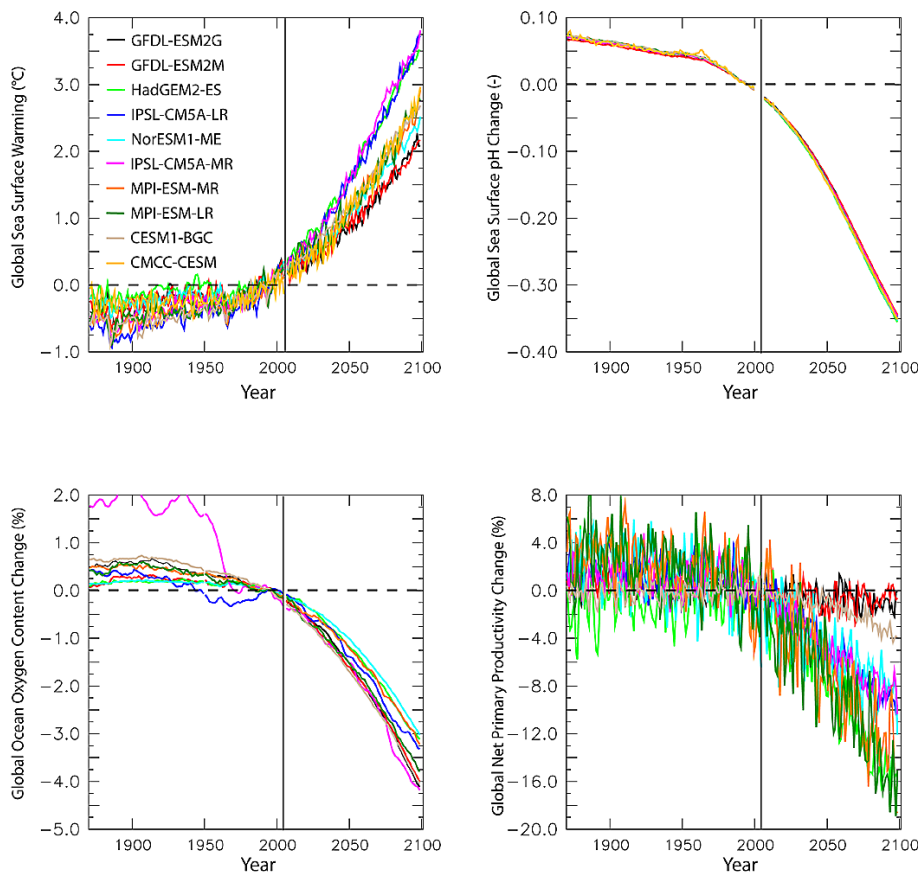 Global Sea Surface Warming (°C)
4.0
3.0
2.0
1.0
0.0
−1.0
GFDL-ESM2G
GFDL-ESM2M
HadGEM2-ES
IPSL-CM5A-LR
NorESM1-ME
IPSL-CM5A-MR
MPI-ESM-MR
MPI-ESM-LR
CESM1-BGC
CMCC-CESM
1900 1950 2000 2050 2100
Year
Global Sea Surface pH Change (-)
0.10
0.00
−0.10
−0.20
−0.30
−0.40
1900 1950 2000 2050 2100
Year
Global Ocean Oxygen Content Change (%)
2.0
1.0
0.0
−1.0
−2.0
−3.0
−4.0
−5.0
1900 1950 2000 2050 2100
Year
Global Net Primary Productivity Change (%)
8.0
4.0
0.0
−4.0
−8.0
−12.0
−16.0
−20.0
1900 1950 2000 2050 2100
Year